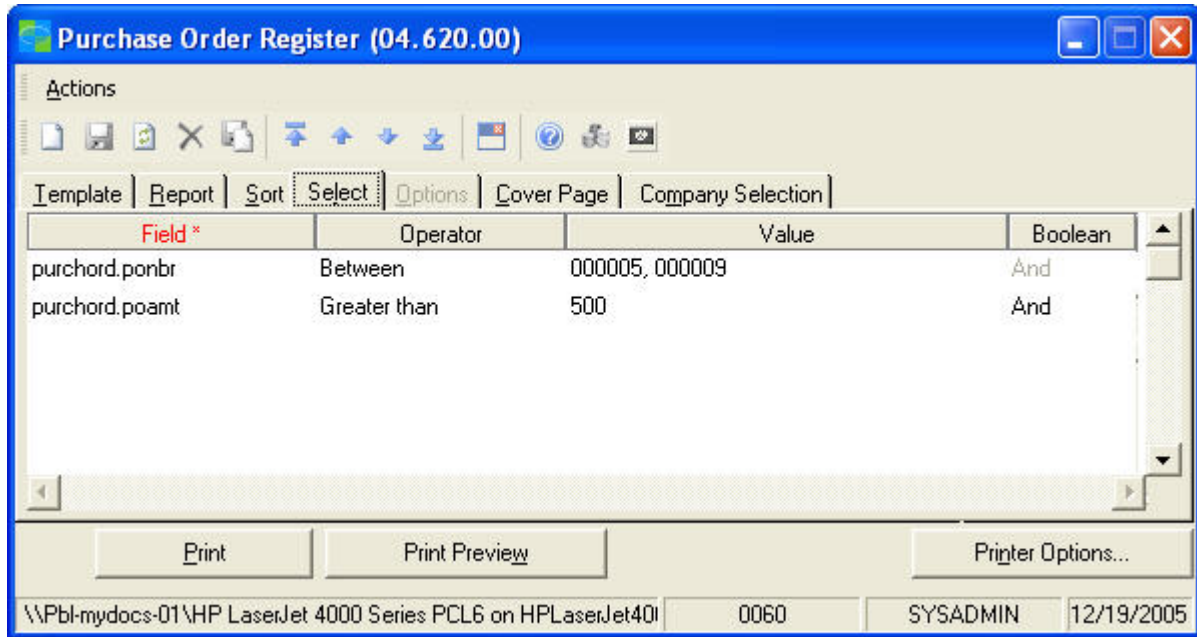 Purchase Order Register (04.620.00)
Actions
Template Report Sort Select Options Cover Page Company Selection
Field * Operator Value Boolean
purchord.ponbr Between 000005, 000009 And
purchord.poamt Greater than 500 And
Print Print Preview Printer Options...
\\Pbl-mydocs-01\HP LaserJet 4000 Series PCL6 on HPLaserJet40 0060 SYSADMIN 12/19/2005